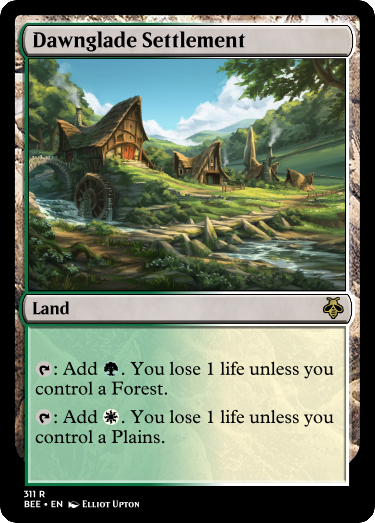 Dawnglade Settlement
Land
: Add . You lose 1 life unless you
control a Forest.
: Add . You lose 1 life unless you
control a Plains.
311 R
BEE • EN Elliot Upton